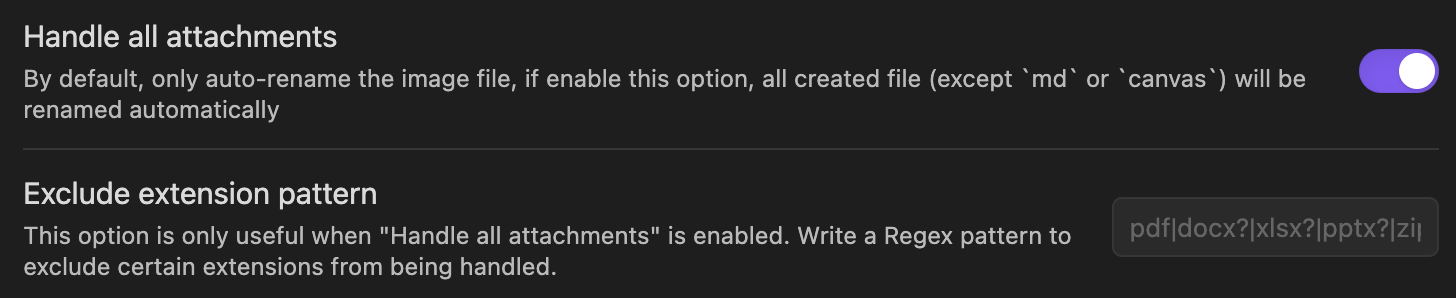 Handle all attachments
By default, only auto-rename the image file, if enable this option, all created file (except `md` or `canvas`) will be
renamed automatically
Exclude extension pattern
This option is only useful when "Handle all attachments" is enabled. Write a Regex pattern to
exclude certain extensions from being handled.
pdf|docx?|xlsx?|pptx?|zip